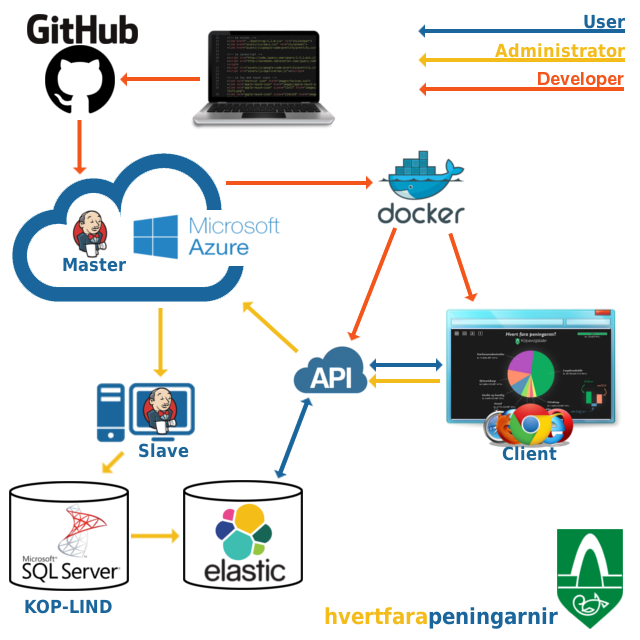 GitHub
User
Administrator
Developer
Microsoft
Azure
Master
docker
Hvert fara peningarnir?
API
Slave
Client
Microsoft®
SQL Server®
elastic
KOP-LIND
hvertfarapeningarnir